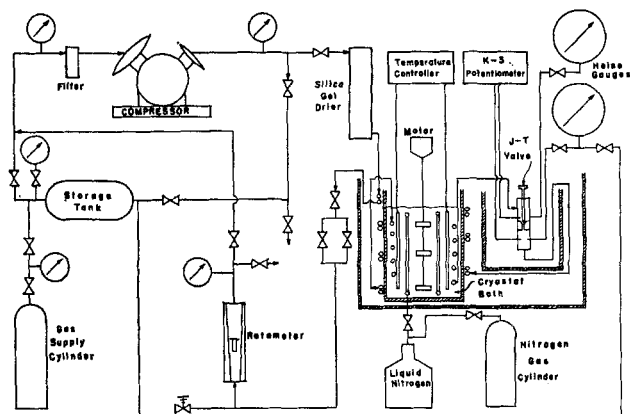 Filter
COMPRESSOR
Silica
Gel
Drier
Temperature
Controller
K-3
Potentiometer
Heise
Gauges
Motor
J-T
Valve
Storage
Tank
Cryostat
Bath
Gas
Supply
Cylinder
Rotameter
Liquid
Nitrogen
Nitrogen
Gas
Cylinder